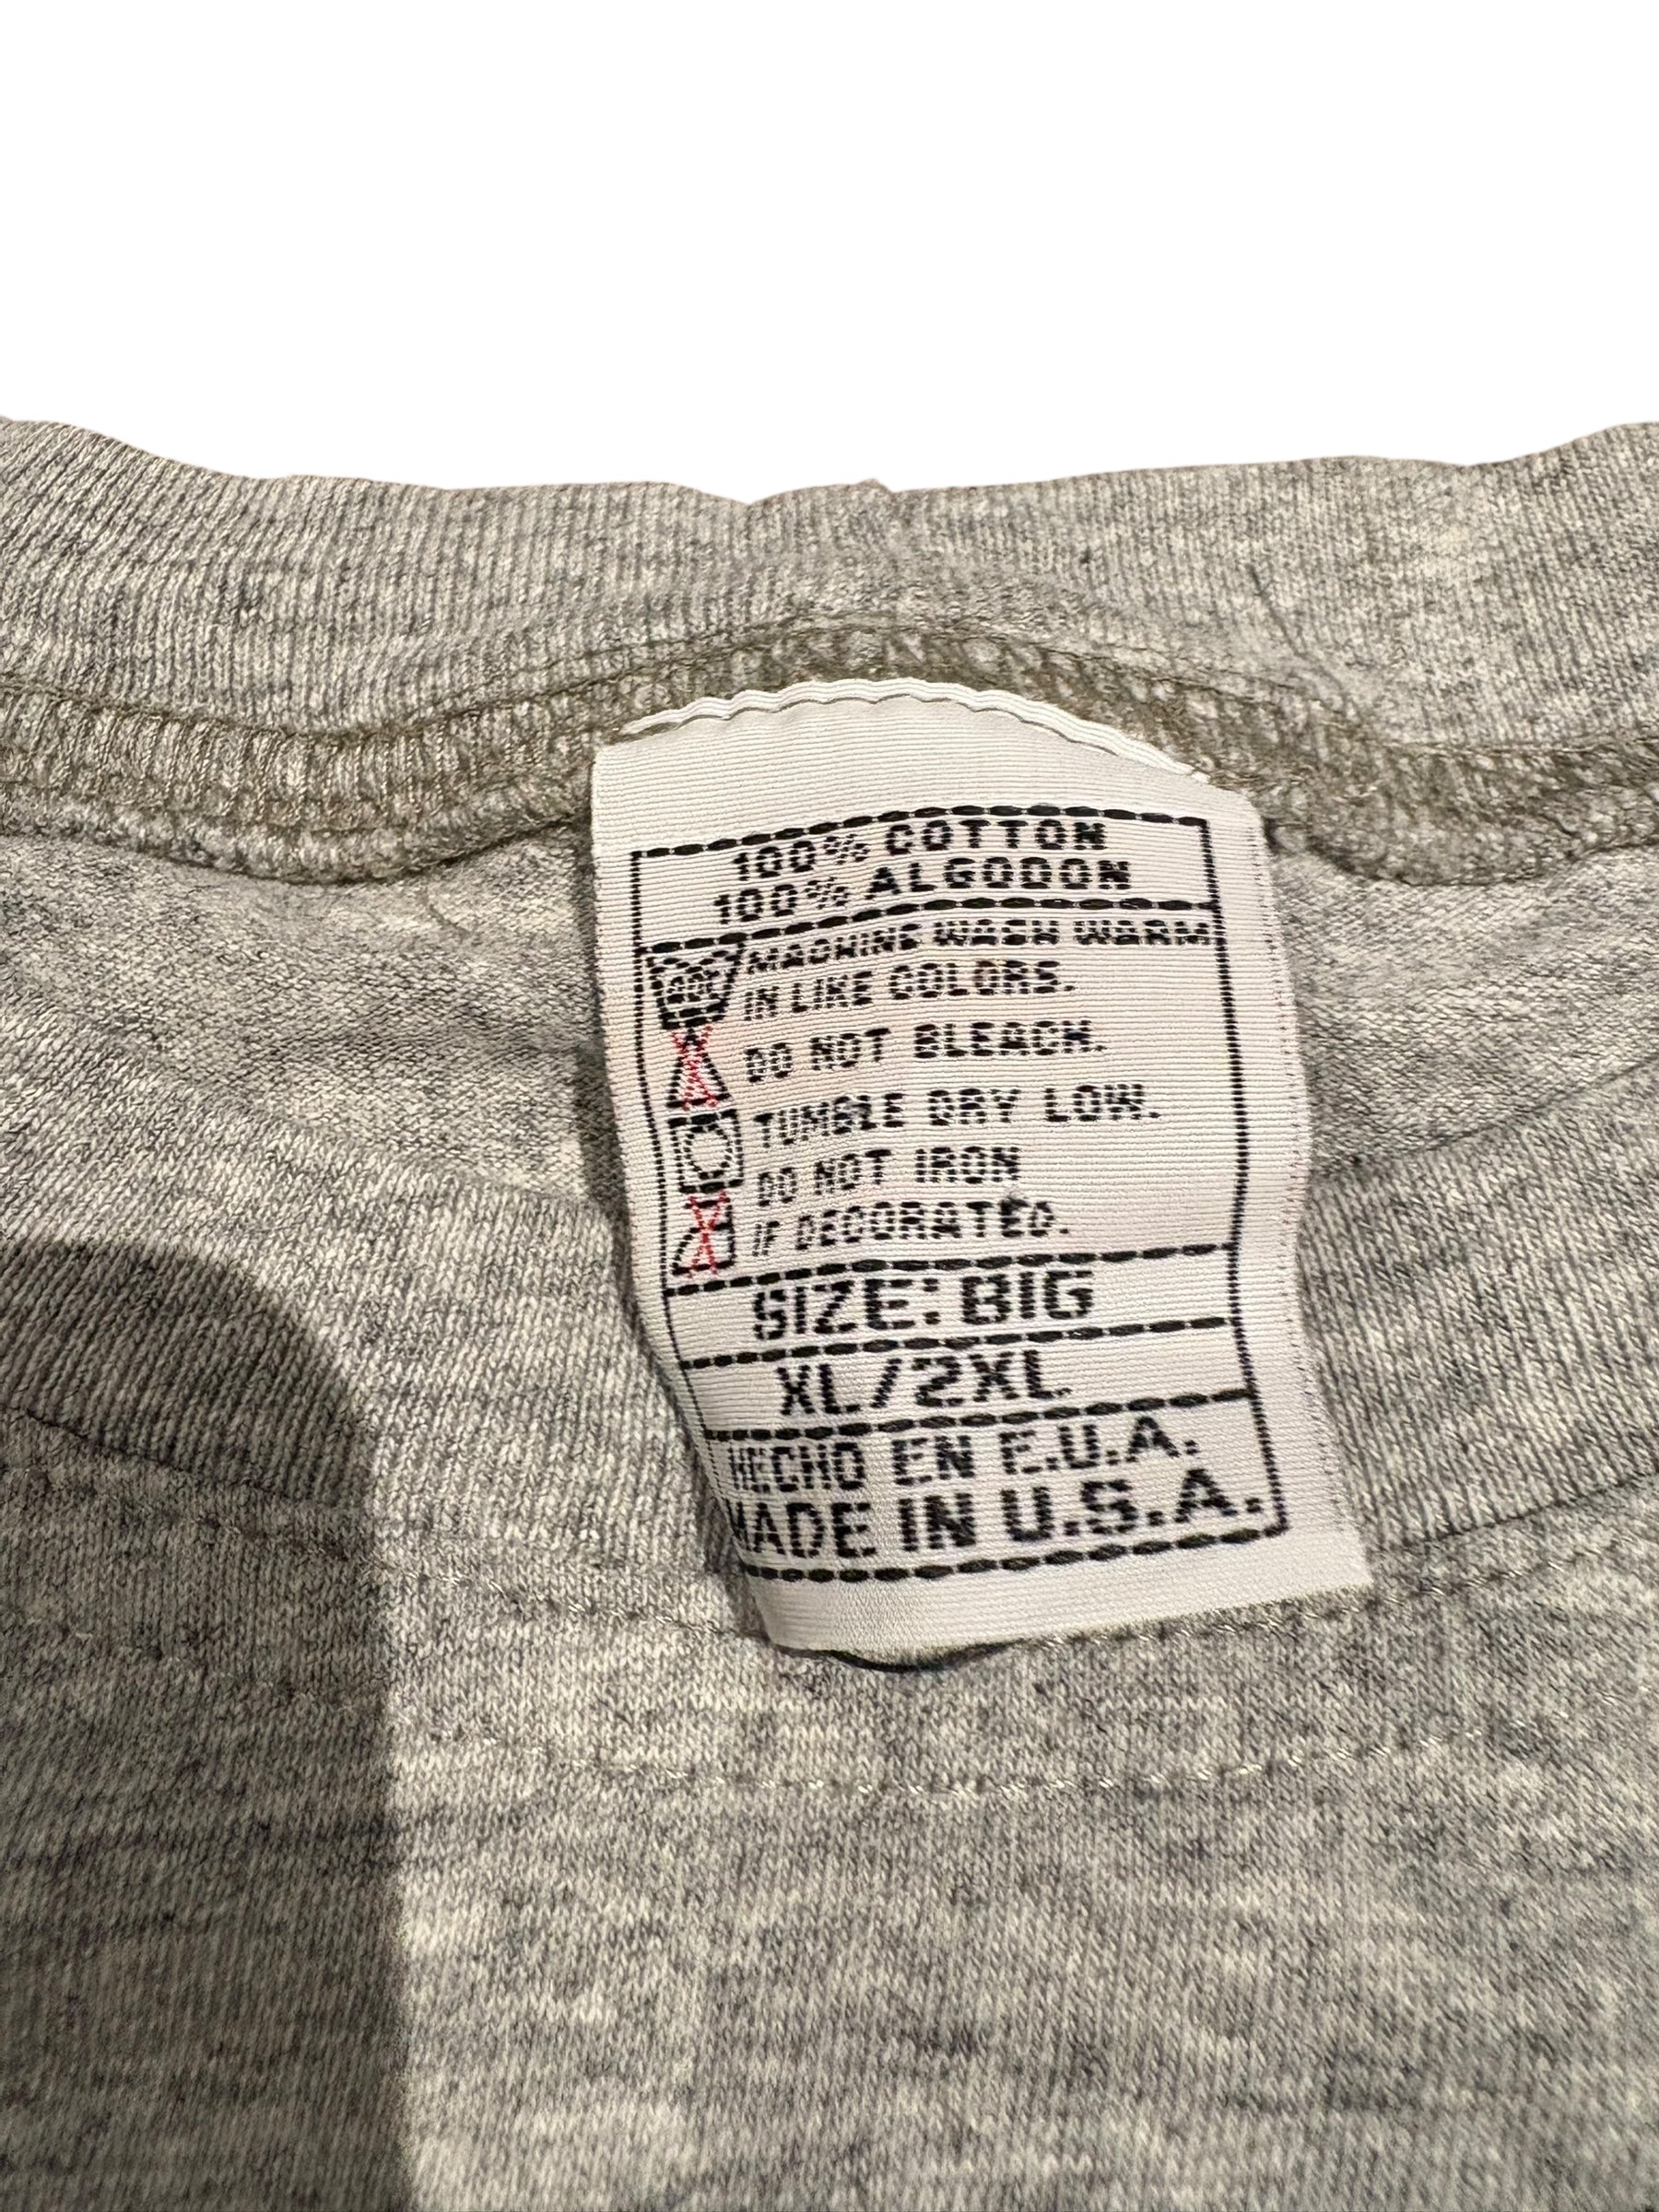 100% COTTON
100% ALGODON
MACHINE WASH WARM
IN LIKE COLORS.
DO NOT BLEACH.
TUMBLE DRY LOW.
DO NOT IRON
IF DECORATED.
SIZE: BIG
XL/2XL
HECHO EN E.U.A.
MADE IN U.S.A.